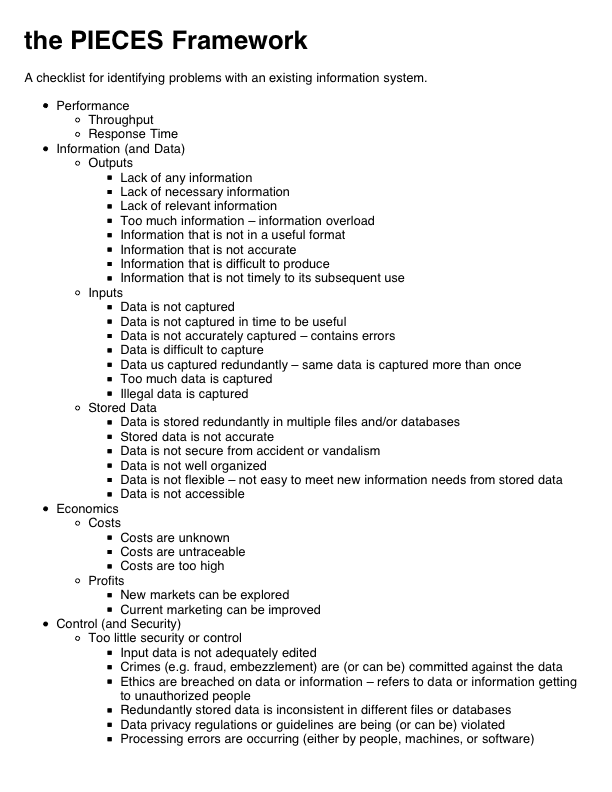 the PIECES Framework
A checklist for identifying problems with an existing information system.
Performance
Throughput
Response Time
Information (and Data)
Outputs
Lack of any information
Lack of necessary information
Lack of relevant information
Too much information – information overload
Information that is not in a useful format
Information that is not accurate
Information that is difficult to produce
Information that is not timely to its subsequent use
Inputs
Data is not captured
Data is not captured in time to be useful
Data is not accurately captured – contains errors
Data is difficult to capture
Data us captured redundantly – same data is captured more than once
Too much data is captured
Illegal data is captured
Stored Data
Data is stored redundantly in multiple files and/or databases
Stored data is not accurate
Data is not secure from accident or vandalism
Data is not well organized
Data is not flexible – not easy to meet new information needs from stored data
Data is not accessible
Economics
Costs
Costs are unknown
Costs are untraceable
Costs are too high
Profits
New markets can be explored
Current marketing can be improved
Control (and Security)
Too little security or control
Input data is not adequately edited
Crimes (e.g. fraud, embezzlement) are (or can be) committed against the data
Ethics are breached on data or information – refers to data or information getting
to unauthorized people
Redundantly stored data is inconsistent in different files or databases
Data privacy regulations or guidelines are being (or can be) violated
Processing errors are occurring (either by people, machines, or software)